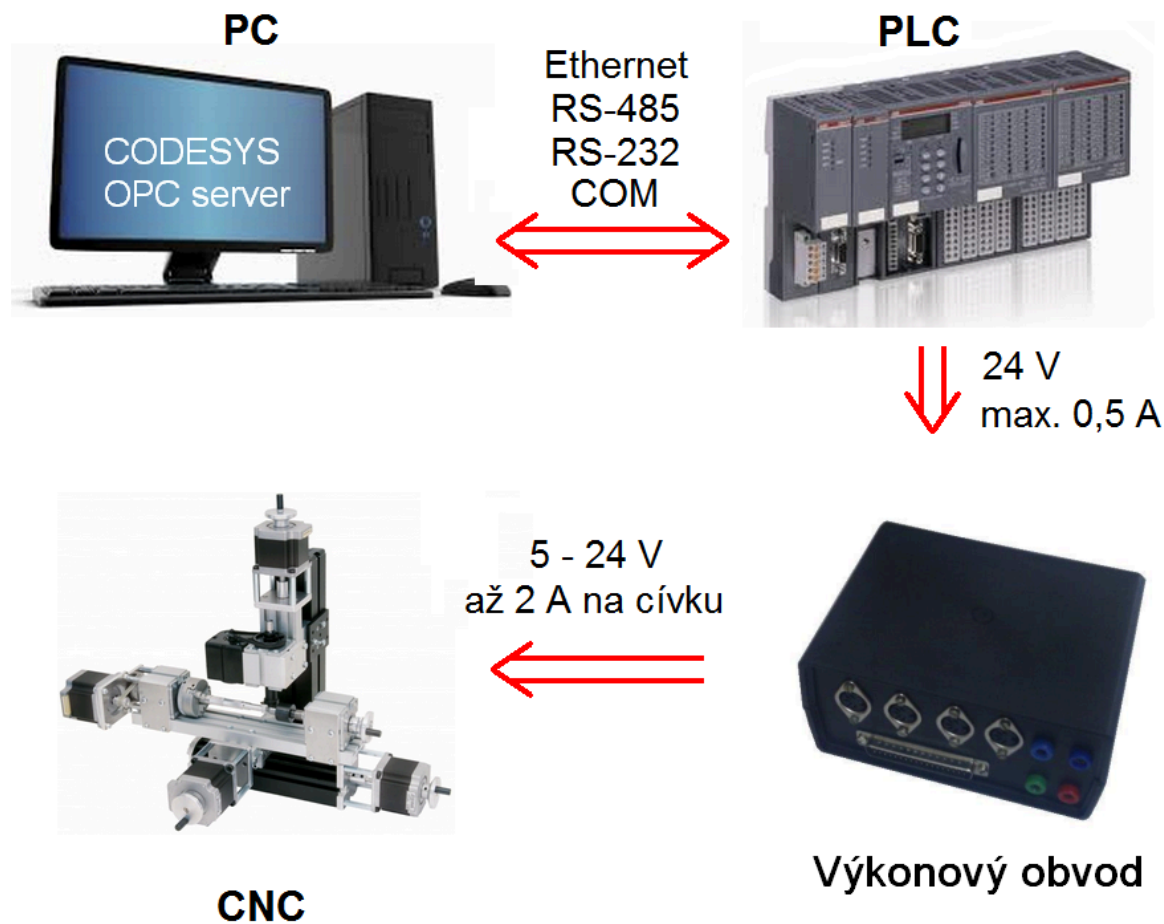 PC
CODESYS
OPC server
Ethernet
RS-485
RS-232
COM
PLC
24 V
max. 0,5 A
5 - 24 V
až 2 A na cívku
CNC
Výkonový obvod